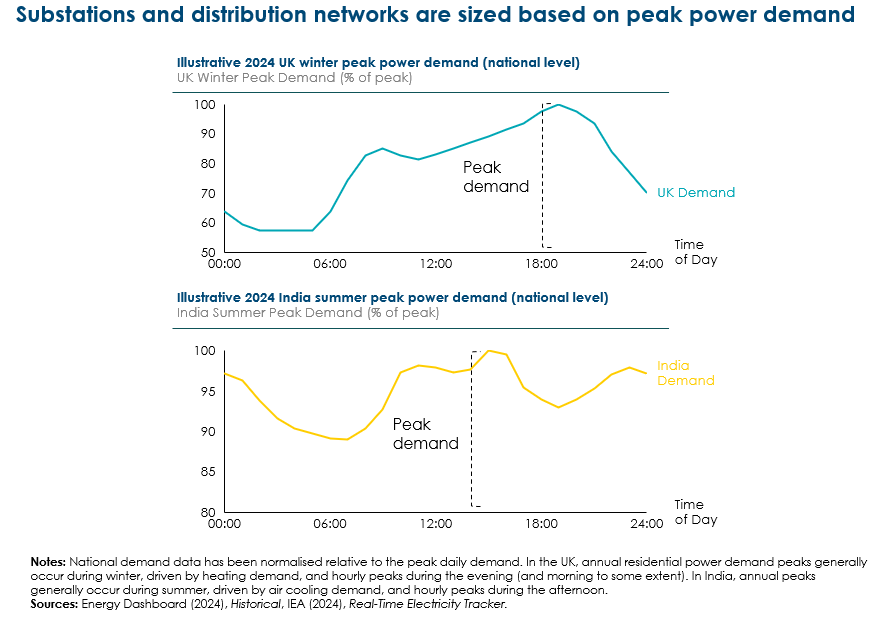 Substations and distribution networks are sized based on peak power demand
Illustrative 2024 UK winter peak power demand (national level)
UK Winter Peak Demand (% of peak)
100
90
80
70
60
50
Peak
demand
UK Demand
00:00
06:00
12:00
18:00
24:00
Time
of Day
Illustrative 2024 India summer peak power demand (national level)
India Summer Peak Demand (% of peak)
100
95
90
85
80
Peak
demand
India
Demand
00:00
06:00
12:00
18:00
24:00
Time
of Day
Notes: National demand data has been normalised relative to the peak daily demand. In the UK, annual residential power demand peaks generally
occur during winter, driven by heating demand, and hourly peaks during the evening (and morning to some extent). In India, annual peaks
generally occur during summer, driven by air cooling demand, and hourly peaks during the afternoon.
Sources: Energy Dashboard (2024), Historical, IEA (2024), Real-Time Electricity Tracker.